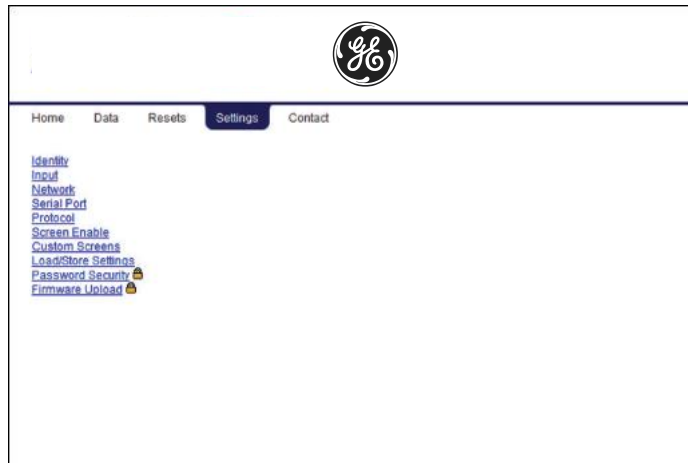 GE
Home Data Resets Settings Contact
Identity
Input
Network
Serial Port
Protocol
Screen Enable
Custom Screens
Load/Store Settings
Password Security
Firmware Upload